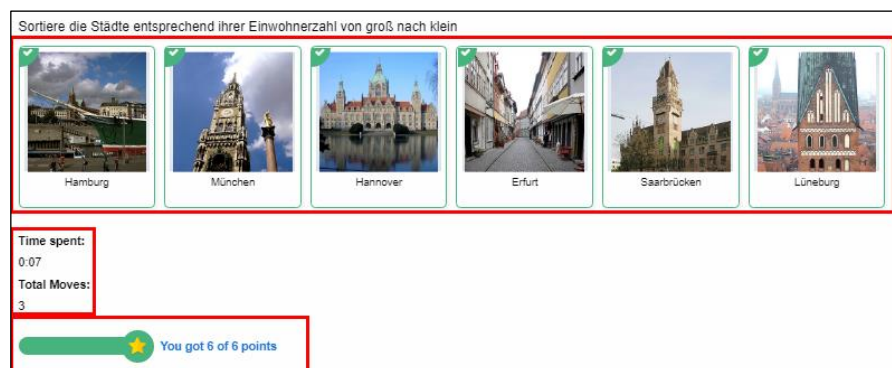 Sortiere die Städte entsprechend ihrer Einwohnerzahl von groß nach klein
Hamburg
München
Hannover
Erfurt
Saarbrücken
Lüneburg
Time spent:
0:07
Total Moves:
3
You got 6 of 6 points